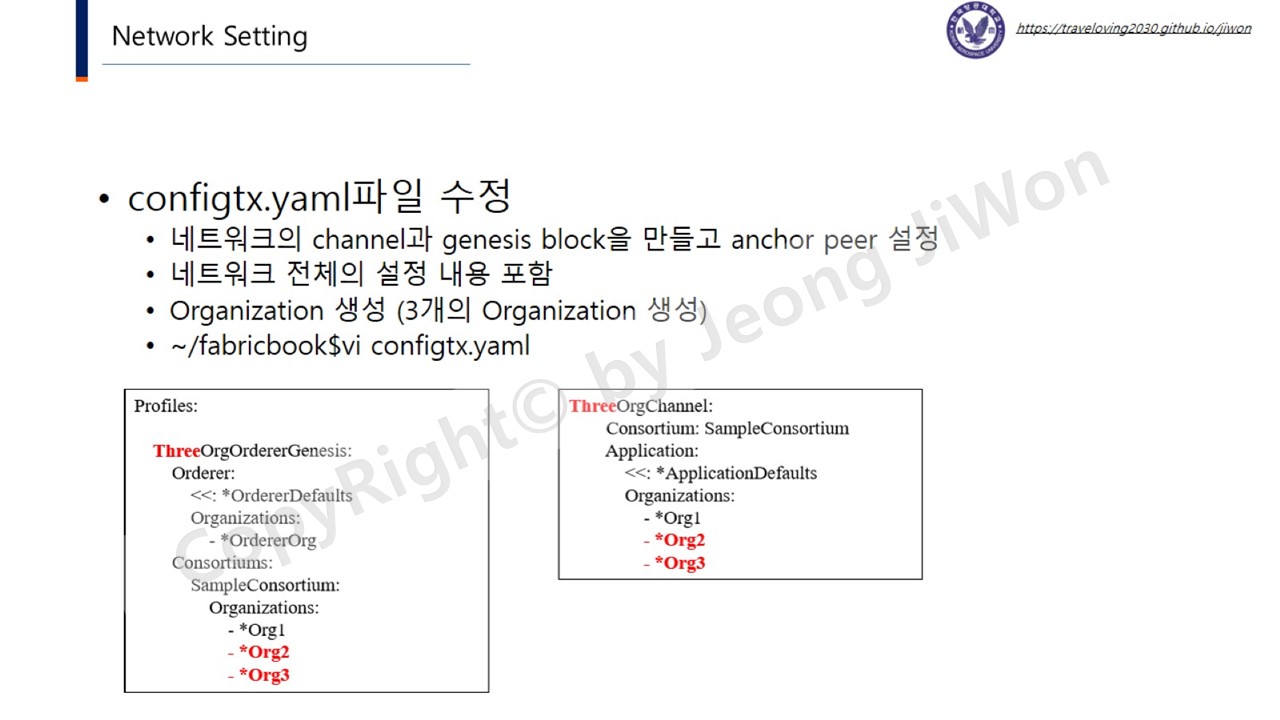 Network Setting
https://traveloving2030.github.io/jiwon
• configtx.yaml파일 수정
• 네트워크의 channel과 genesis block을 만들고 anchor peer 설정
• 네트워크 전체의 설정 내용 포함
• Organization 생성 (3개의 Organization 생성)
• ~/fabricbook$vi configtx.yaml
Profiles:
ThreeOrgOrdererGenesis:
Orderer:
<<: *OrdererDefaults
Organizations:
- *OrdererOrg
Consortiums:
SampleConsortium:
Organizations:
- *Org1
- *Org2
- *Org3
ThreeOrgChannel:
Consortium: SampleConsortium
Application:
<<: *ApplicationDefaults
Organizations:
- *Org1
- *Org2
- *Org3
CopyRight© by Jeong JiWon